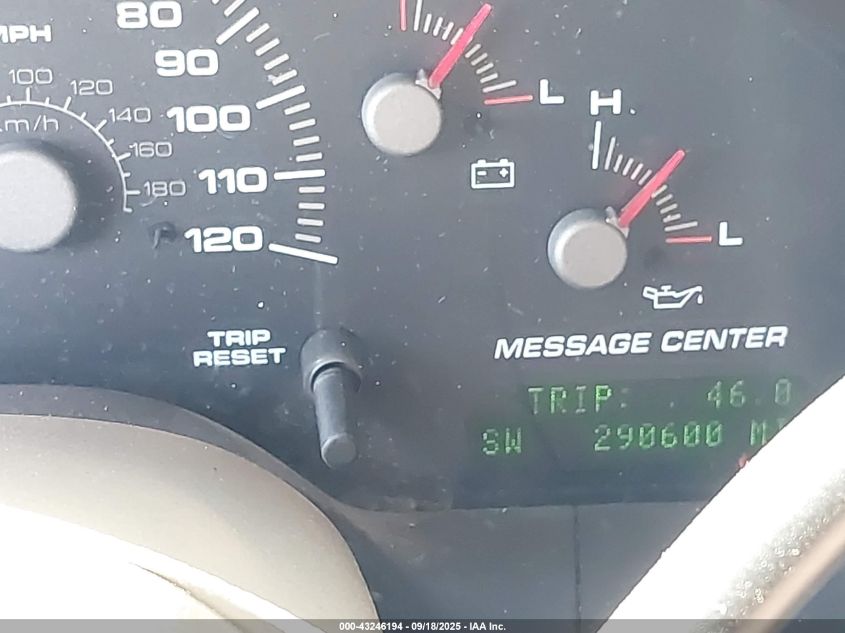 80
MPH
90
100
120
L
H
km/h
140
100
160
180
110
120
L
TRIP
RESET
MESSAGE CENTER
TRIP: 46.0
SW 290600 MI
000-43246194 - 09/18/2025 - IAA Inc.